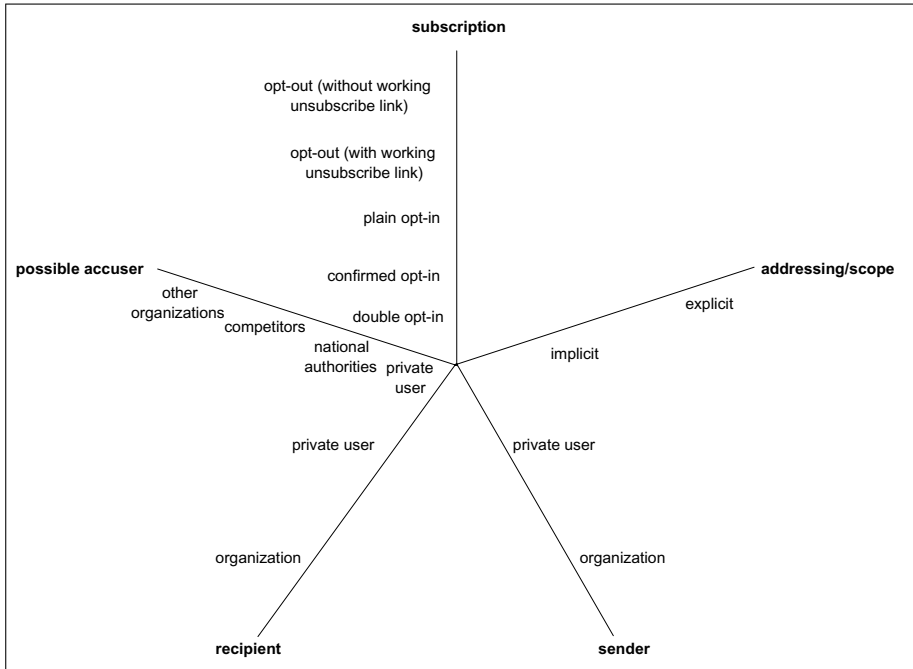 subscription
opt-out (without working
unsubscribe link)
opt-out (with working
unsubscribe link)
plain opt-in
confirmed opt-in
double opt-in
possible accuser
other
organizations
competitors
national
authorities
private
user
addressing/scope
explicit
implicit
private user
organization
recipient
private user
organization
sender